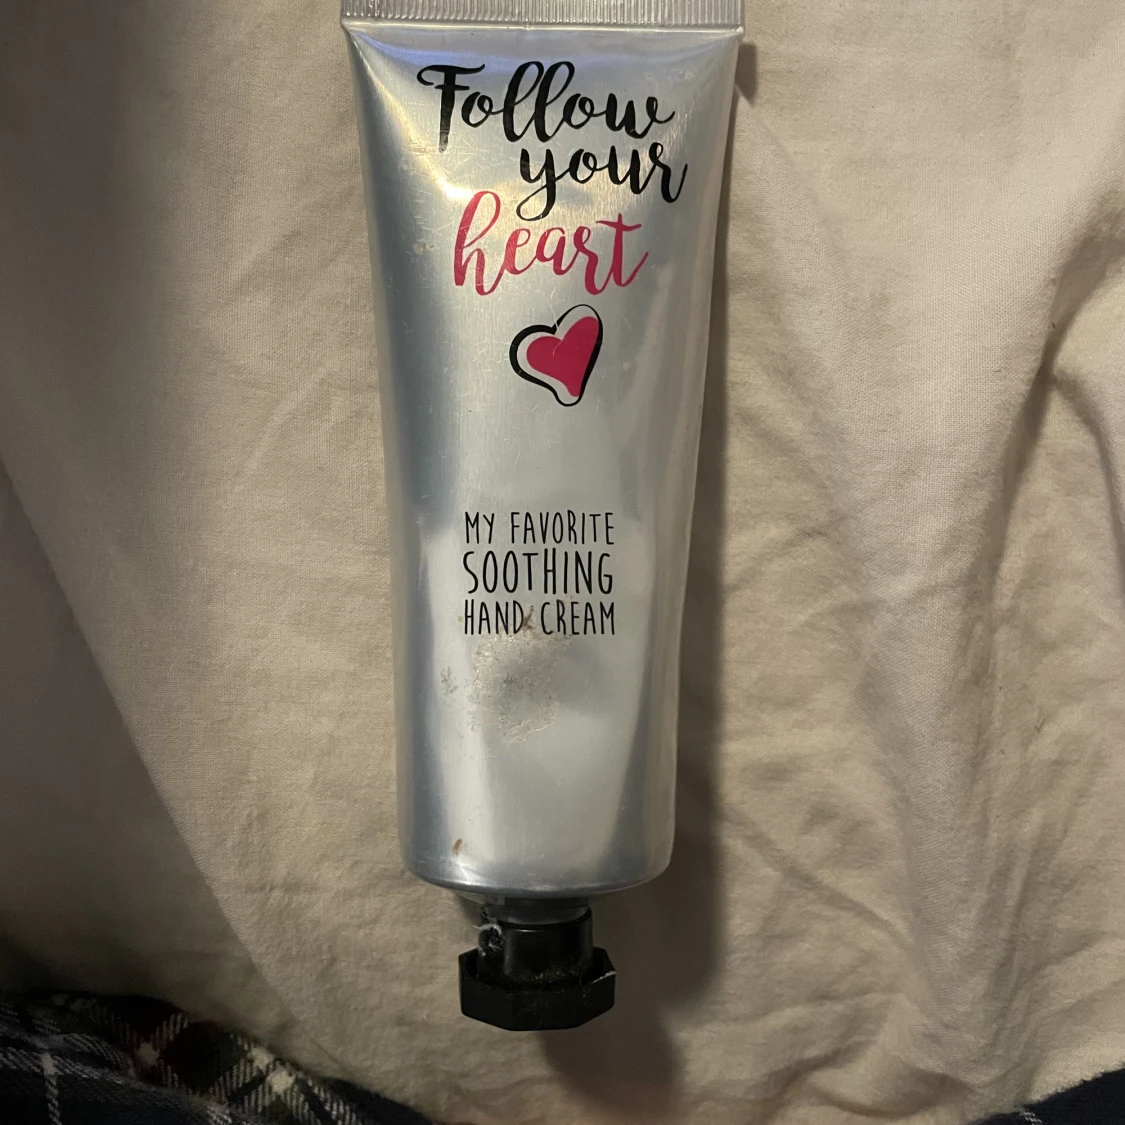 Follow
your
heart
MY FAVORITE
SOOTHING
HAND CREAM